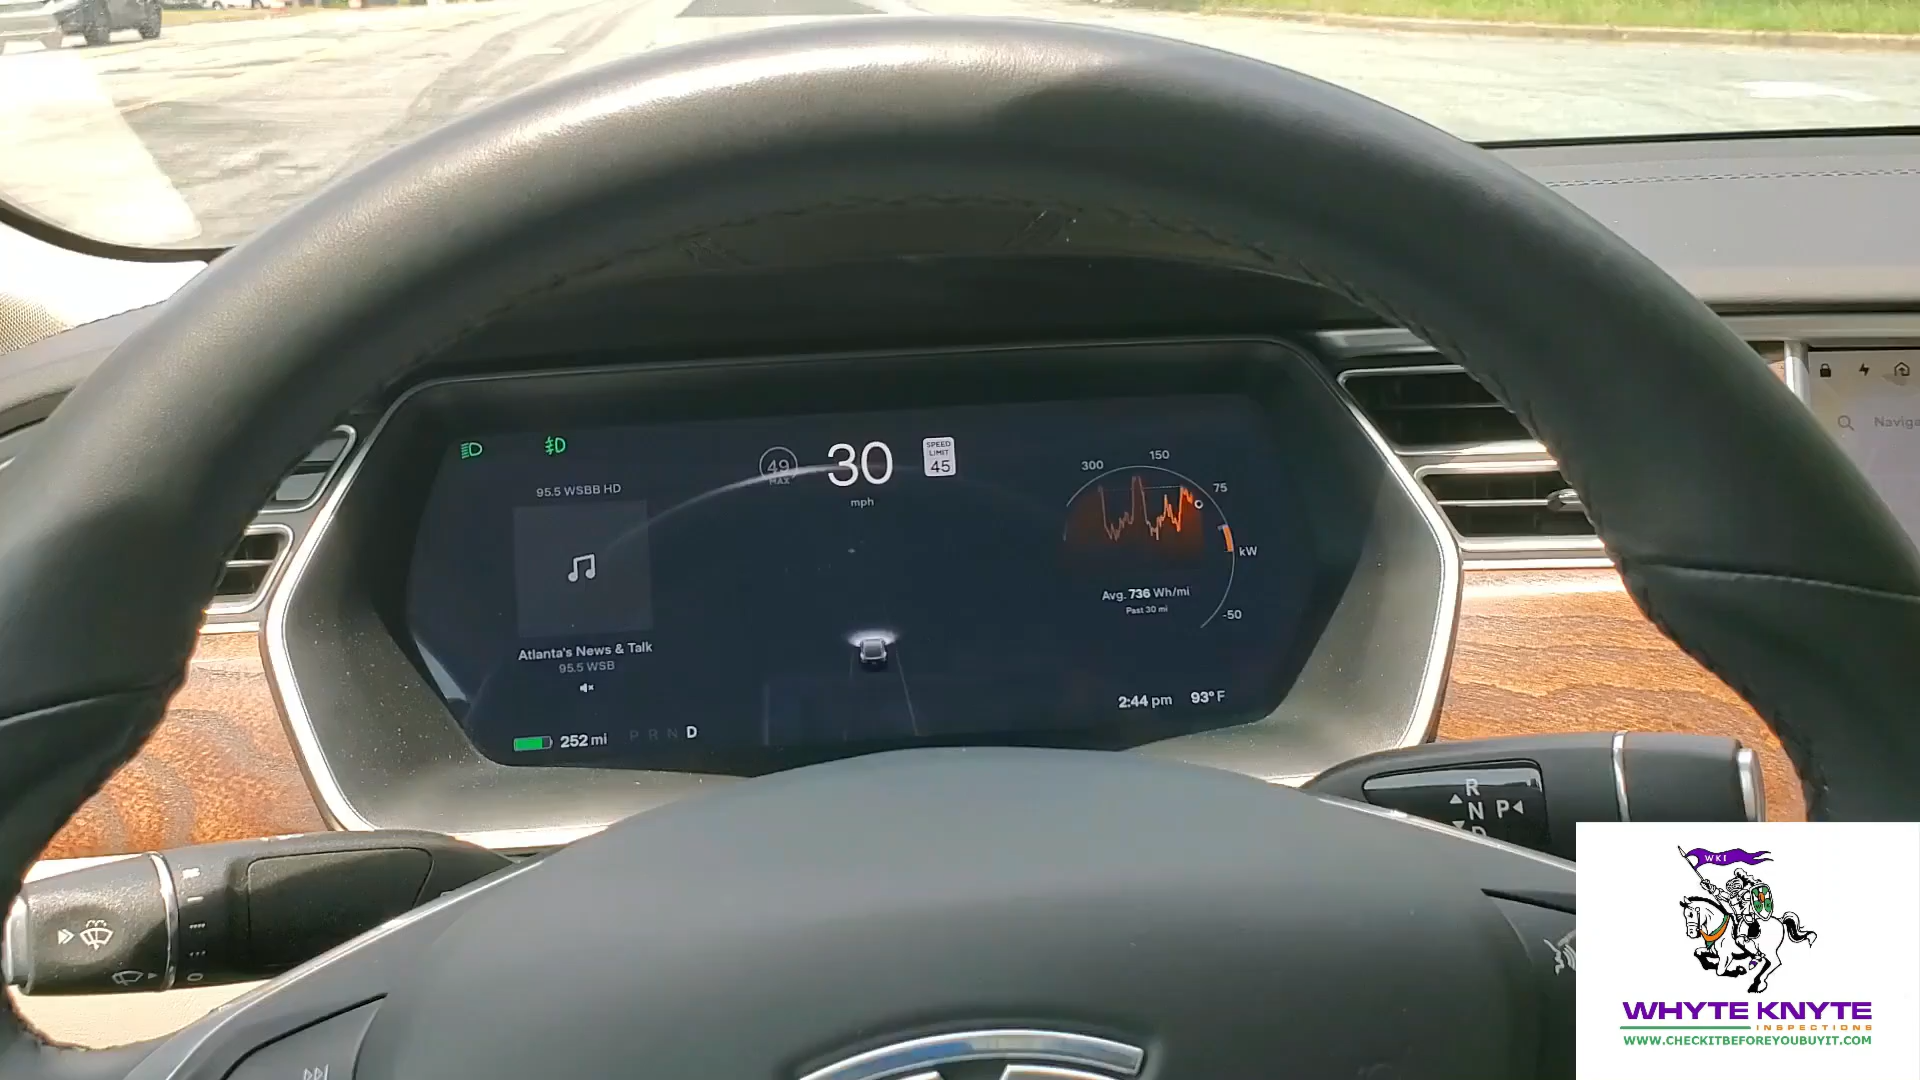 95.5 WSBB HD
Atlanta's News & Talk
95.5 WSB
252 mi
P R N D
49
MAX
30
mph
SPEED
LIMIT
45
300
150
75
kW
-50
Avg. 736 Wh/mi
Past 30 mi
2:44 pm 93° F
R
N P
D
WKI
WHYTE KNYTE
INSPECTIONS
WWW.CHECKITBEFOREYOUBUYIT.COM